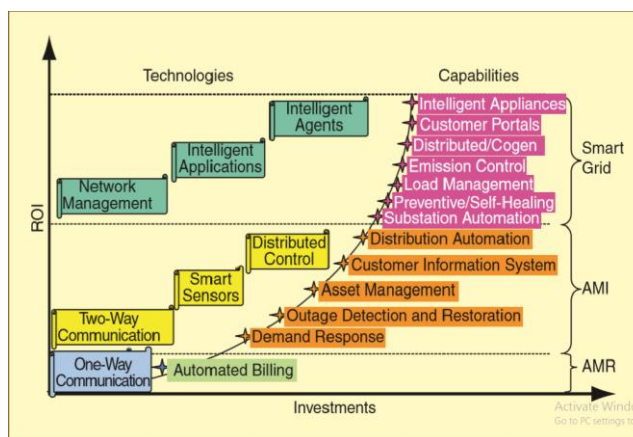 Technologies
Capabilities
Intelligent
Agents
Intelligent
Applications
Network
Management
Intelligent Appliances
Customer Portals
Distributed/Cogen
Emission Control
Load Management
Preventive/Self-Healing
Substation Automation
Smart
Grid
ROI
Distributed
Control
Smart
Sensors
Two-Way
Communication
Distribution Automation
Customer Information System
Asset Management
Outage Detection and Restoration
Demand Response
AMI
One-Way
Communication
Automated Billing
AMR
Investments
Activate Windo
Go to PC settings to